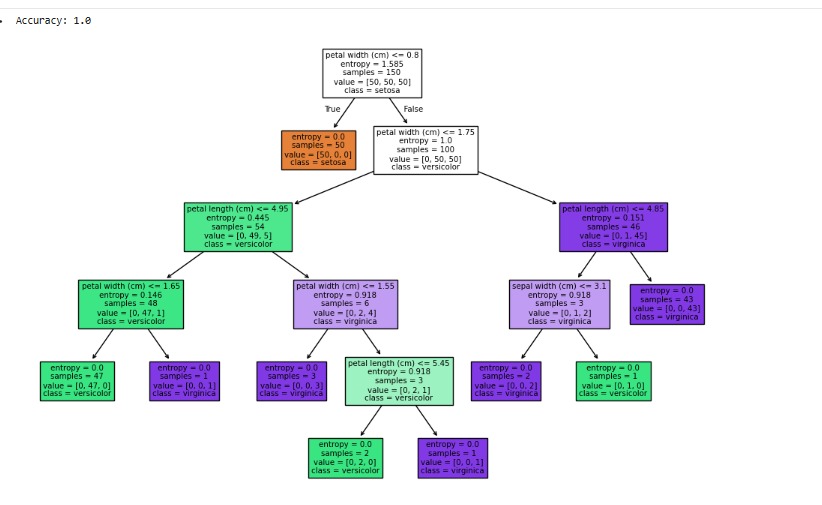 Accuracy: 1.0
petal width (cm) <= 0.8
entropy = 1.585
samples = 150
value = [50, 50, 50]
class = setosa
True
False
entropy = 0.0
samples = 50
value = [50, 0, 0]
class = setosa
petal width (cm) <= 1.75
entropy = 1.0
samples = 100
value = [0, 50, 50]
class = versicolor
petal length (cm) <= 4.95
entropy = 0.445
samples = 54
value = [0, 49, 5]
class = versicolor
petal length (cm) <= 4.85
entropy = 0.151
samples = 46
value = [0, 1, 45]
class = virginica
petal width (cm) <= 1.65
entropy = 0.146
samples = 48
value = [0, 47, 1]
class = versicolor
petal width (cm) <= 1.55
entropy = 0.918
samples = 6
value = [0, 2, 4]
class = virginica
sepal width (cm) <= 3.1
entropy = 0.918
samples = 3
value = [0, 1, 2]
class = virginica
entropy = 0.0
samples = 43
value = [0, 0, 43]
class = virginica
entropy = 0.0
samples = 47
value = [0, 47, 0]
class = versicolor
entropy = 0.0
samples = 1
value = [0, 0, 1]
class = virginica
entropy = 0.0
samples = 3
value = [0, 0, 3]
class = virginica
petal length (cm) <= 5.45
entropy = 0.918
samples = 3
value = [0, 2, 1]
class = versicolor
entropy = 0.0
samples = 2
value = [0, 0, 2]
class = virginica
entropy = 0.0
samples = 1
value = [0, 1, 0]
class = versicolor
entropy = 0.0
samples = 2
value = [0, 2, 0]
class = versicolor
entropy = 0.0
samples = 1
value = [0, 0, 1]
class = virginica